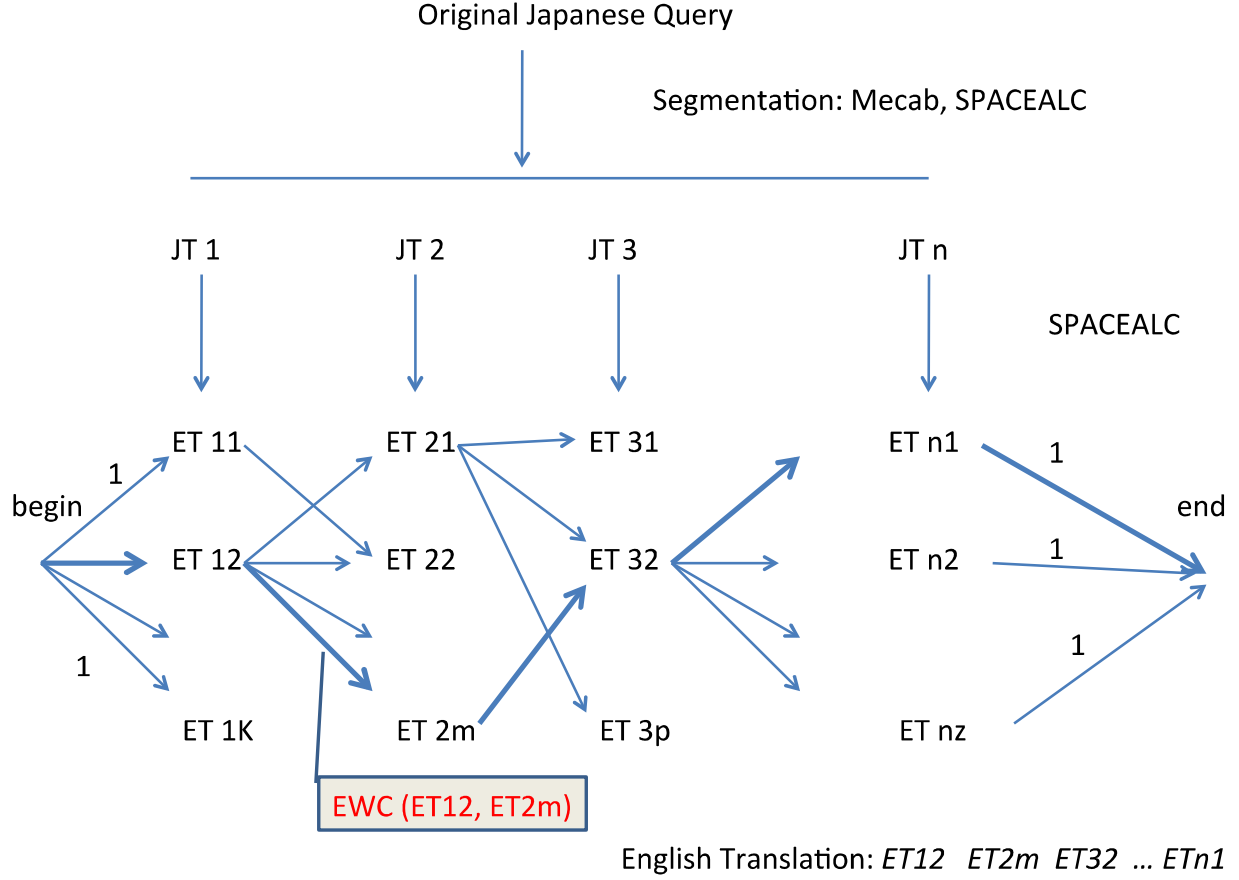 Original Japanese Query
Segmentation: Mecab, SPACEALC
JT 1 JT 2 JT 3 JT n
SPACEALC
ET 11 ET 21 ET 31 ET n1
1 1
begin end
ET 12 ET 22 ET 32 ET n2 1
1 1
ET 1K ET 2m ET 3p ET nz
EWC (ET12, ET2m)
English Translation: ET12 ET2m ET32 ... ETn1